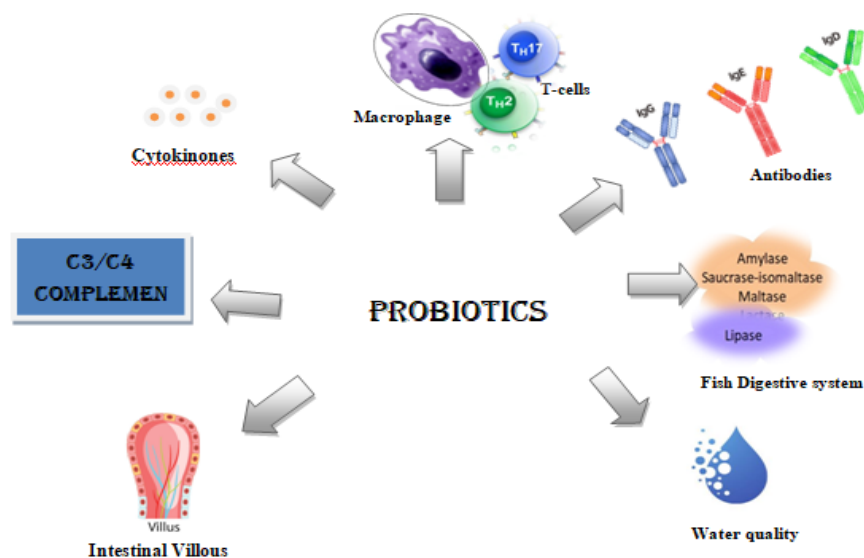 TH17
TH2
T-cells
Macrophage
IgG
IgE
IgD
Cytokinones
Antibodies
C3/C4
COMPLEMEN
PROBIOTICS
Amylase
Saucrase-isomaltase
Maltase
Lactase
Lipase
Fish Digestive system
Villus
Intestinal Villous
Water quality